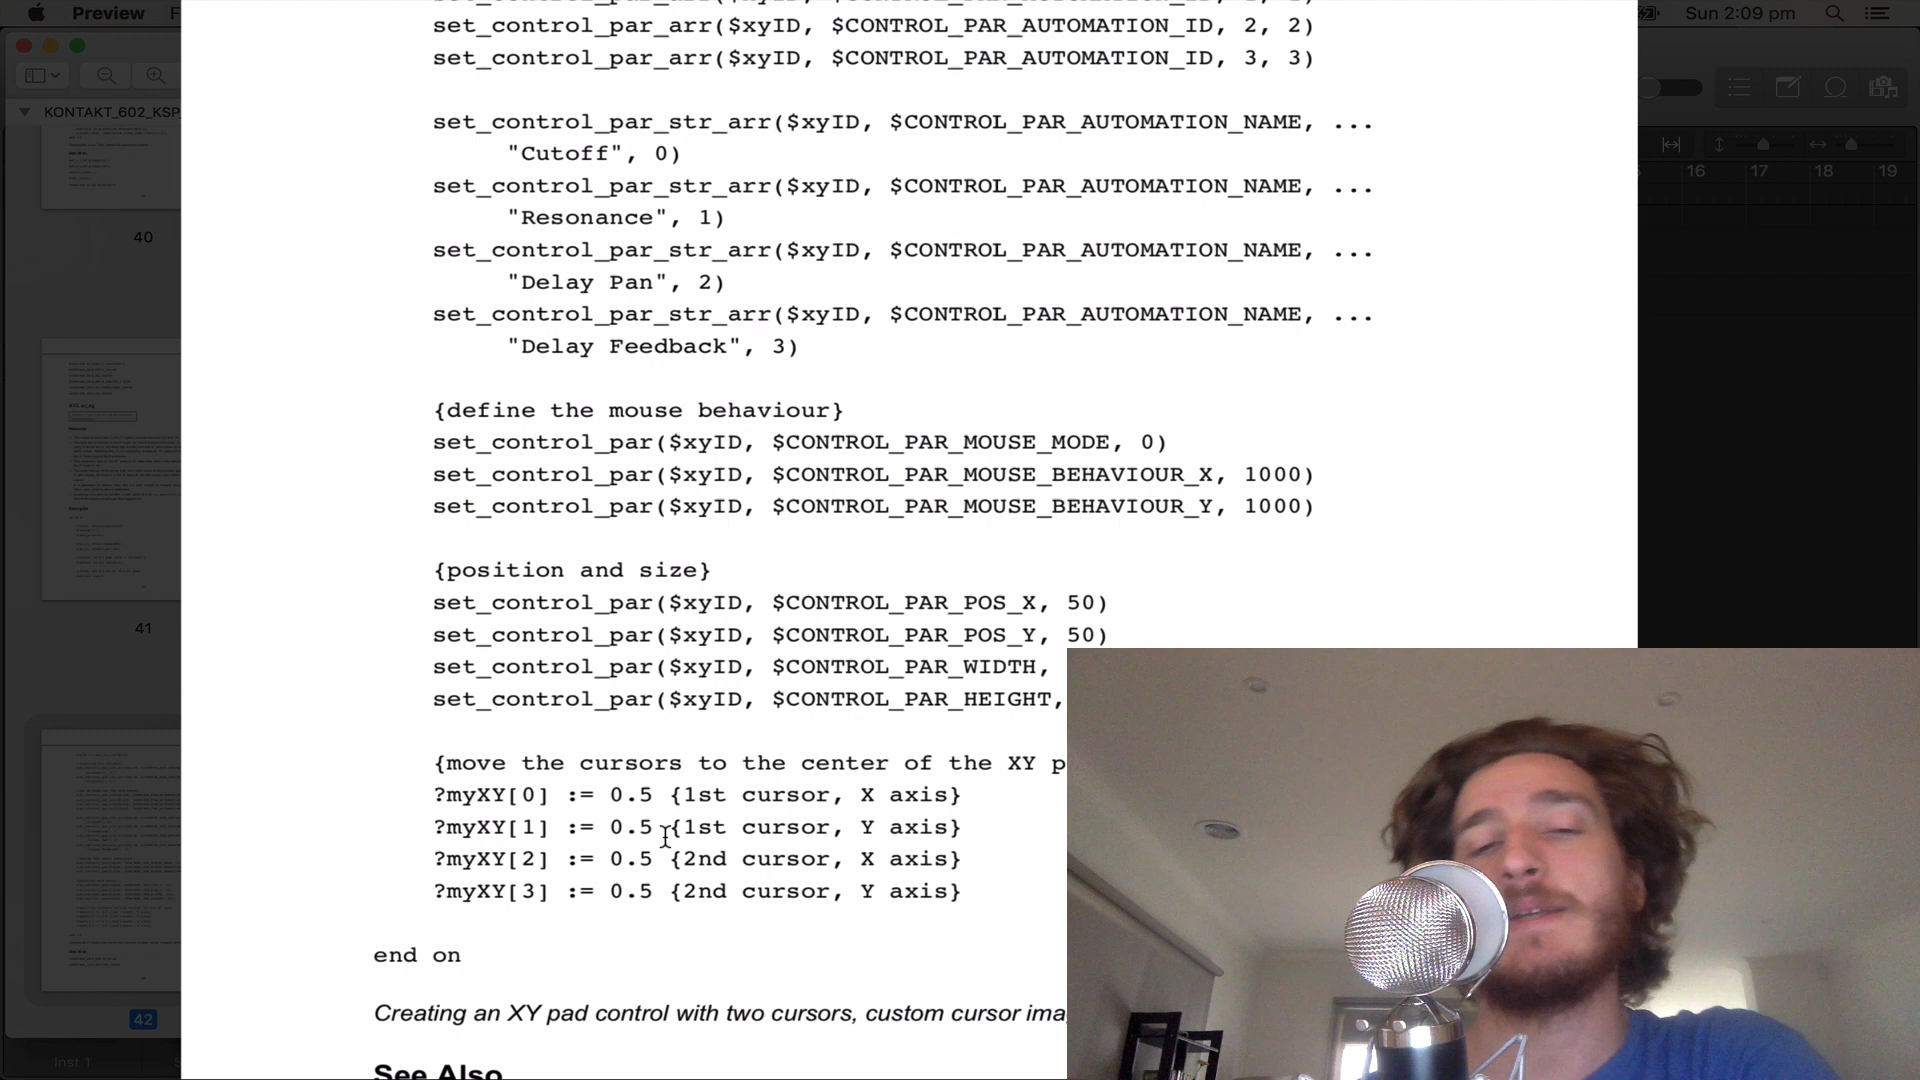 Preview F
Sun 2:09 pm
KONTAKT_602_KSP_
set_control_par_arr($xyID, $CONTROL_PAR_AUTOMATION_ID, 2, 2)
set_control_par_arr($xyID, $CONTROL_PAR_AUTOMATION_ID, 3, 3)
set_control_par_str_arr($xyID, $CONTROL_PAR_AUTOMATION_NAME, ...
"Cutoff", 0)
set_control_par_str_arr($xyID, $CONTROL_PAR_AUTOMATION_NAME, ...
"Resonance", 1)
set_control_par_str_arr($xyID, $CONTROL_PAR_AUTOMATION_NAME, ...
"Delay Pan", 2)
set_control_par_str_arr($xyID, $CONTROL_PAR_AUTOMATION_NAME, ...
"Delay Feedback", 3)
{define the mouse behaviour}
set_control_par($xyID, $CONTROL_PAR_MOUSE_MODE, 0)
set_control_par($xyID, $CONTROL_PAR_MOUSE_BEHAVIOUR_X, 1000)
set_control_par($xyID, $CONTROL_PAR_MOUSE_BEHAVIOUR_Y, 1000)
{position and size}
set_control_par($xyID, $CONTROL_PAR_POS_X, 50)
set_control_par($xyID, $CONTROL_PAR_POS_Y, 50)
set_control_par($xyID, $CONTROL_PAR_WIDTH,
set_control_par($xyID, $CONTROL_PAR_HEIGHT,
{move the cursors to the center of the XY p
?myXY[0] := 0.5 {1st cursor, X axis}
?myXY[1] := 0.5 {1st cursor, Y axis}
?myXY[2] := 0.5 {2nd cursor, X axis}
?myXY[3] := 0.5 {2nd cursor, Y axis}
end on
Creating an XY pad control with two cursors, custom cursor ima
See Also
40
41
42
Inst 1
16 17 18 19